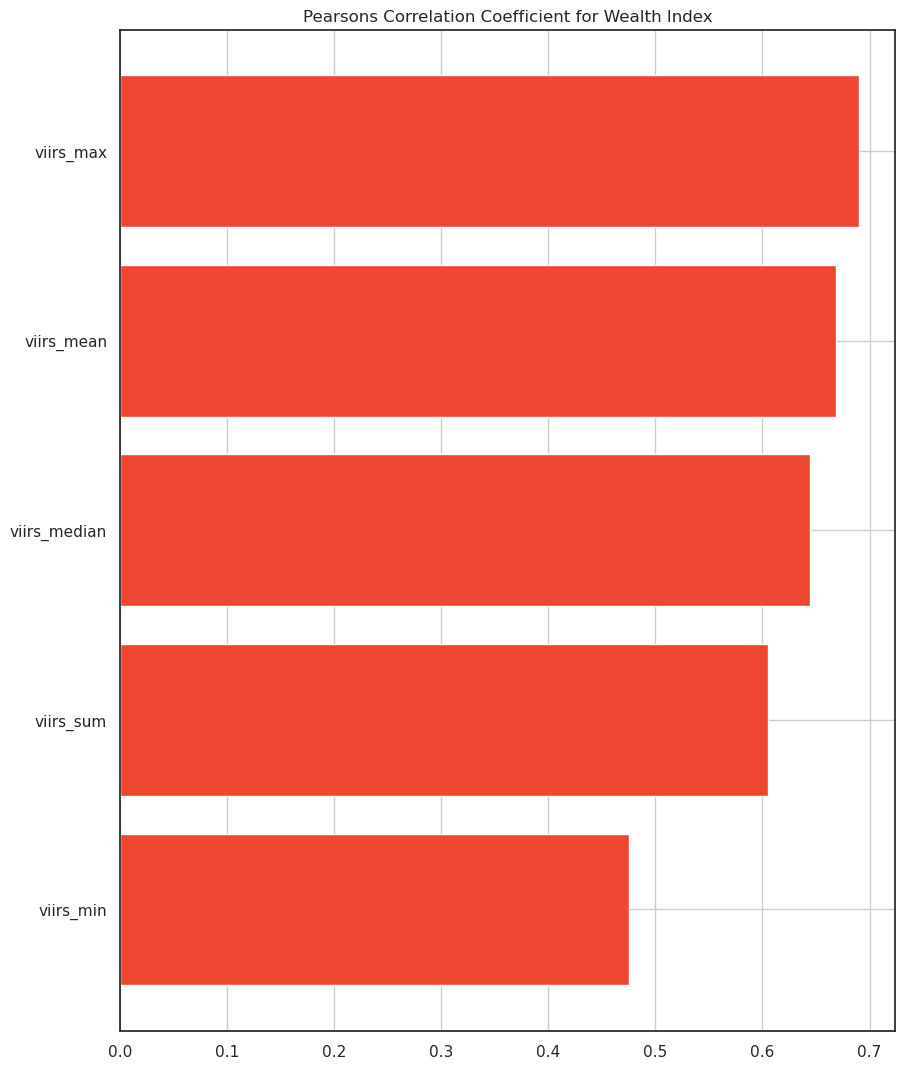 Pearsons Correlation Coefficient for Wealth Index
viirs_max
viirs_mean
viirs_median
viirs_sum
viirs_min
0.0 0.1 0.2 0.3 0.4 0.5 0.6 0.7